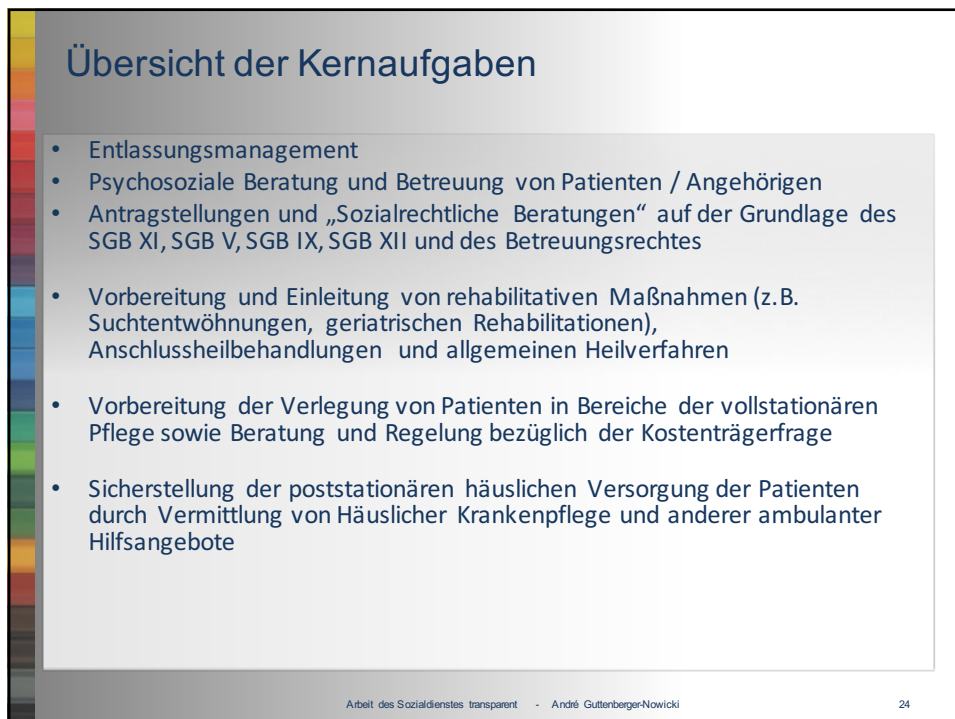 Übersicht der Kernaufgaben
• Entlassungsmanagement
• Psychosoziale Beratung und Betreuung von Patienten / Angehörigen
• Antragstellungen und „Sozialrechtliche Beratungen“ auf der Grundlage des
SGB XI, SGB V, SGB IX, SGB XII und des Betreuungsrechtes
• Vorbereitung und Einleitung von rehabilitativen Maßnahmen (z.B.
Suchtentwöhnungen, geriatrischen Rehabilitationen),
Anschlussheilbehandlungen und allgemeinen Heilverfahren
• Vorbereitung der Verlegung von Patienten in Bereiche der vollstationären
Pflege sowie Beratung und Regelung bezüglich der Kostenträgerfrage
• Sicherstellung der poststationären häuslichen Versorgung der Patienten
durch Vermittlung von Häuslicher Krankenpflege und anderer ambulanter
Hilfsangebote
Arbeit des Sozialdienstes transparent - André Guttenberger-Nowicki 24